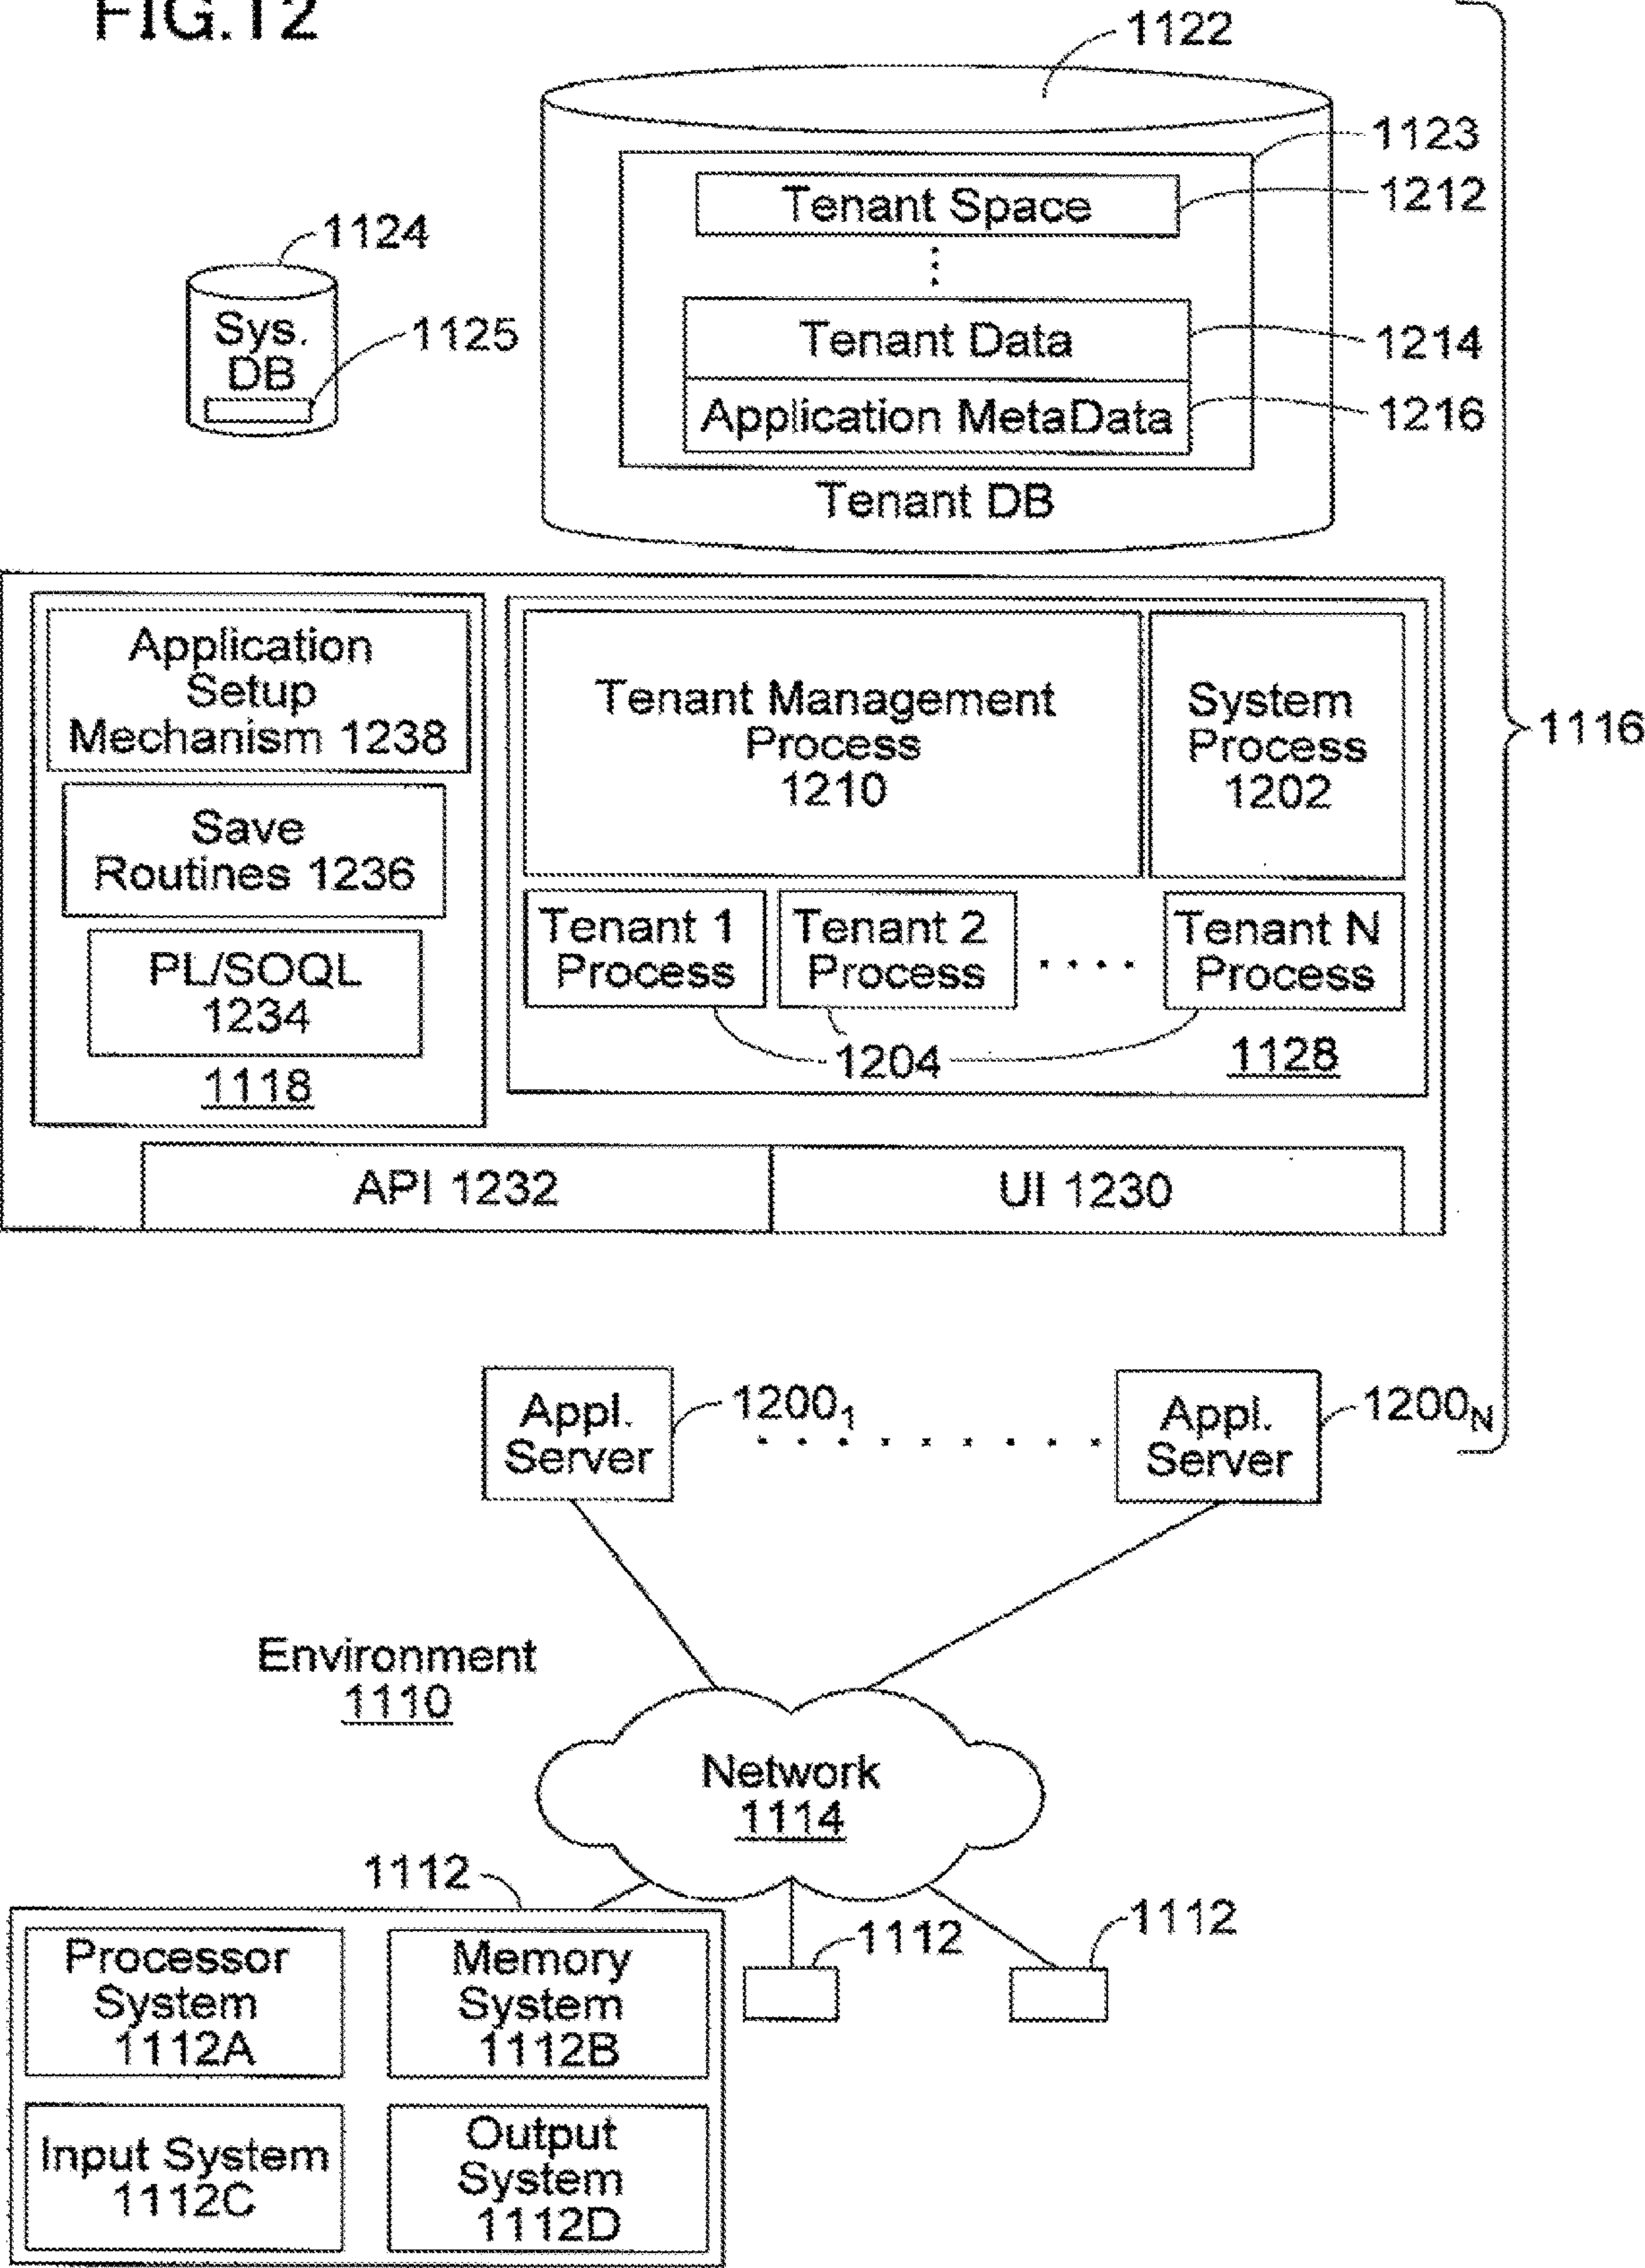 FIG.12
1122
1123
Tenant Space
1212
1124
Sys.
DB
1125
Tenant Data
1214
Application MetaData
1216
Tenant DB
Application
Setup
Mechanism 1238
Tenant Management
Process
1210
System
Process
1202
1116
Save
Routines 1236
Tenant 1
Process
Tenant 2
Process
Tenant N
Process
PL/SOQL
1234
1204
1128
1118
API 1232
UI 1230
Appl.
Server
1200₁
Appl.
Server
1200N
Environment
1110
Network
1114
1112
1112
1112
Processor
System
1112A
Memory
System
1112B
Input System
1112C
Output
System
1112D